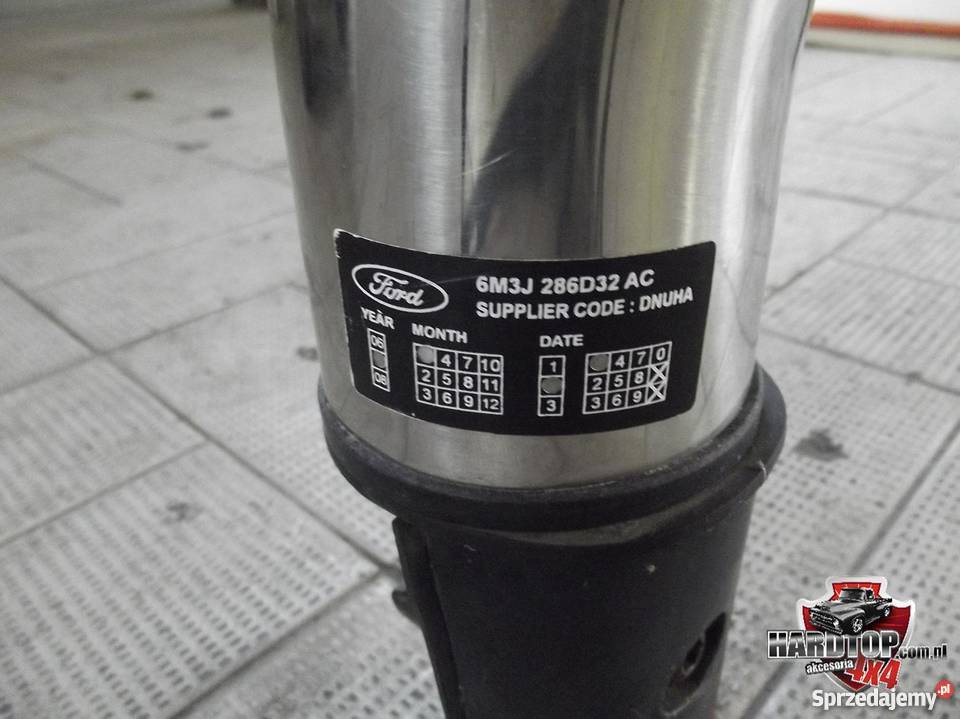 Ford
6M3J 286D32 AC
SUPPLIER CODE : DNUHA
YEAR MONTH DATE
06
08
4 7 10
2 5 8 11
3 6 9 12
1
3
4 7 0
2 5 8
3 6 9
HARDTOP.com.pl
akcesoria 4x4
Sprzedajemy.pl